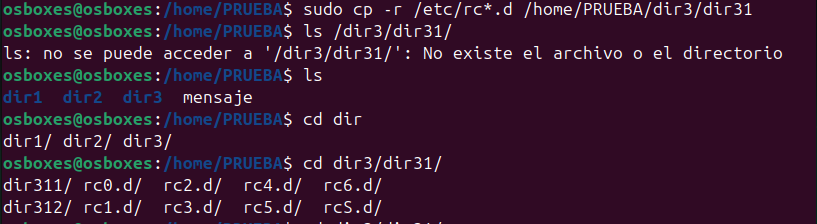 osboxes@osboxes:/home/PRUEBA$ sudo cp -r /etc/rc*.d /home/PRUEBA/dir3/dir31
osboxes@osboxes:/home/PRUEBA$ ls /dir3/dir31/
ls: no se puede acceder a '/dir3/dir31/': No existe el archivo o el directorio
osboxes@osboxes:/home/PRUEBA$ ls
dir1  dir2  dir3  mensaje
osboxes@osboxes:/home/PRUEBA$ cd dir
dir1/ dir2/ dir3/
osboxes@osboxes:/home/PRUEBA$ cd dir3/dir31/
dir311/ rc0.d/  rc2.d/  rc4.d/  rc6.d/
dir312/ rc1.d/  rc3.d/  rc5.d/  rcS.d/